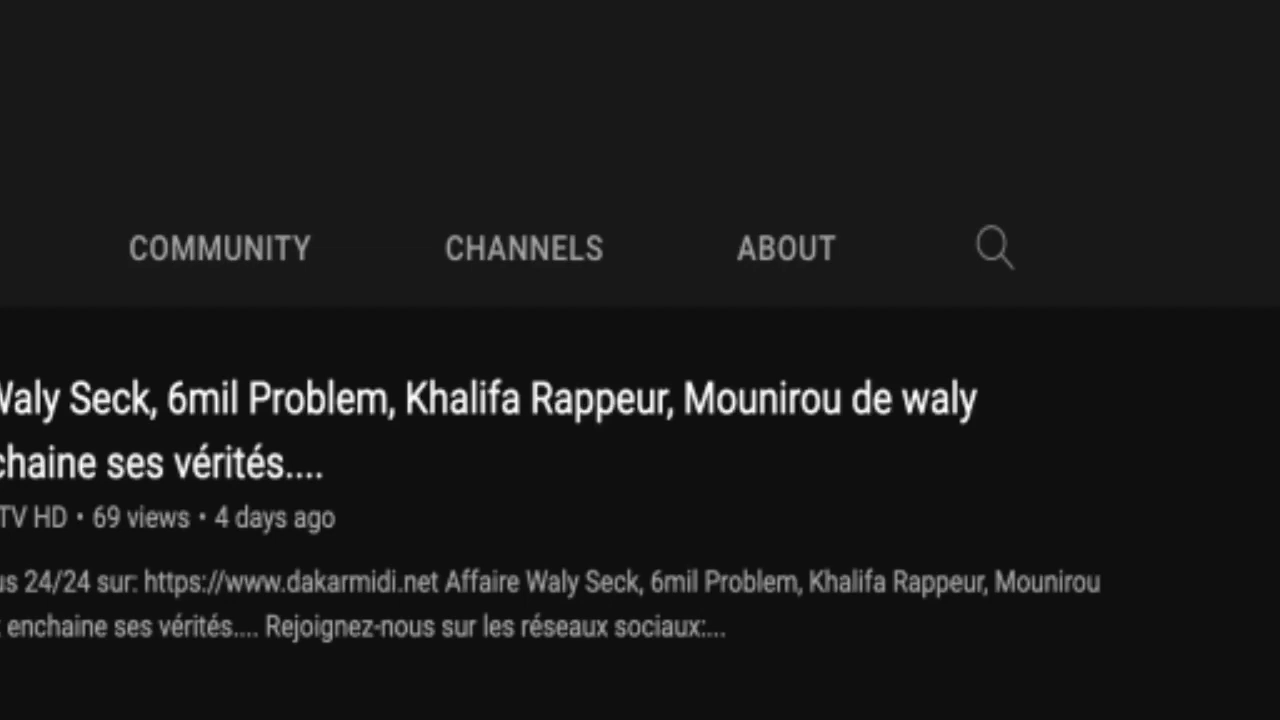 COMMUNITY CHANNELS ABOUT
Waly Seck, 6mil Problem, Khalifa Rappeur, Mounirou de waly
chaine ses vérités....
TV HD • 69 views • 4 days ago
us 24/24 sur: https://www.dakarmidi.net Affaire Waly Seck, 6mil Problem, Khalifa Rappeur, Mounirou
enchaine ses vérités.... Rejoignez-nous sur les réseaux sociaux:...